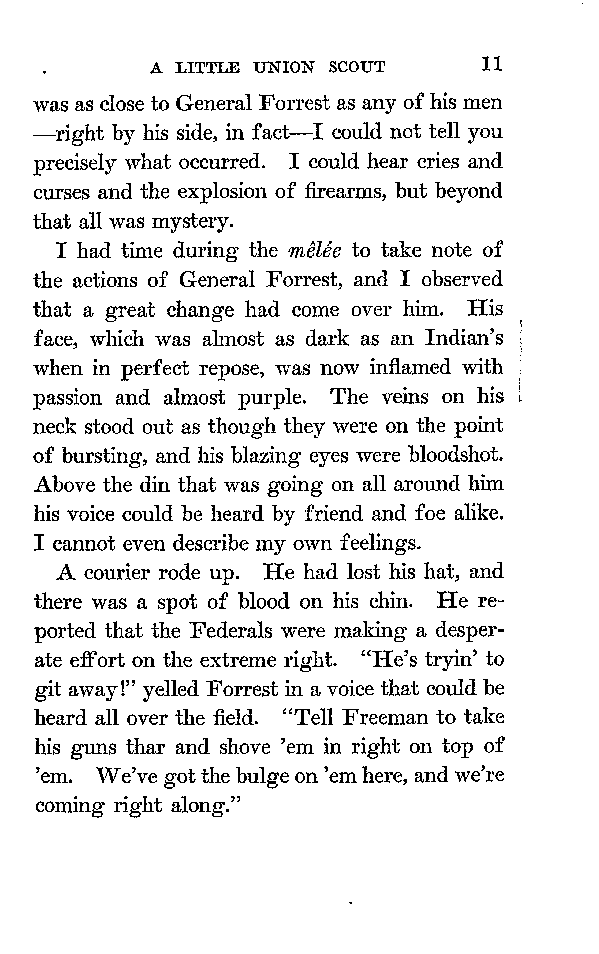 A LITTLE UNION SCOUT 11
was as close to General Forrest as any of his men
—right by his side, in fact—I could not tell you
precisely what occurred. I could hear cries and
curses and the explosion of firearms, but beyond
that all was mystery.
I had time during the mêlée to take note of
the actions of General Forrest, and I observed
that a great change had come over him. His
face, which was almost as dark as an Indian's
when in perfect repose, was now inflamed with
passion and almost purple. The veins on his
neck stood out as though they were on the point
of bursting, and his blazing eyes were bloodshot.
Above the din that was going on all around him
his voice could be heard by friend and foe alike.
I cannot even describe my own feelings.
A courier rode up. He had lost his hat, and
there was a spot of blood on his chin. He re-
ported that the Federals were making a desper-
ate effort on the extreme right. "He's tryin' to
git away!" yelled Forrest in a voice that could be
heard all over the field. "Tell Freeman to take
his guns thar and shove 'em in right on top of
'em. We've got the bulge on 'em here, and we're
coming right along."